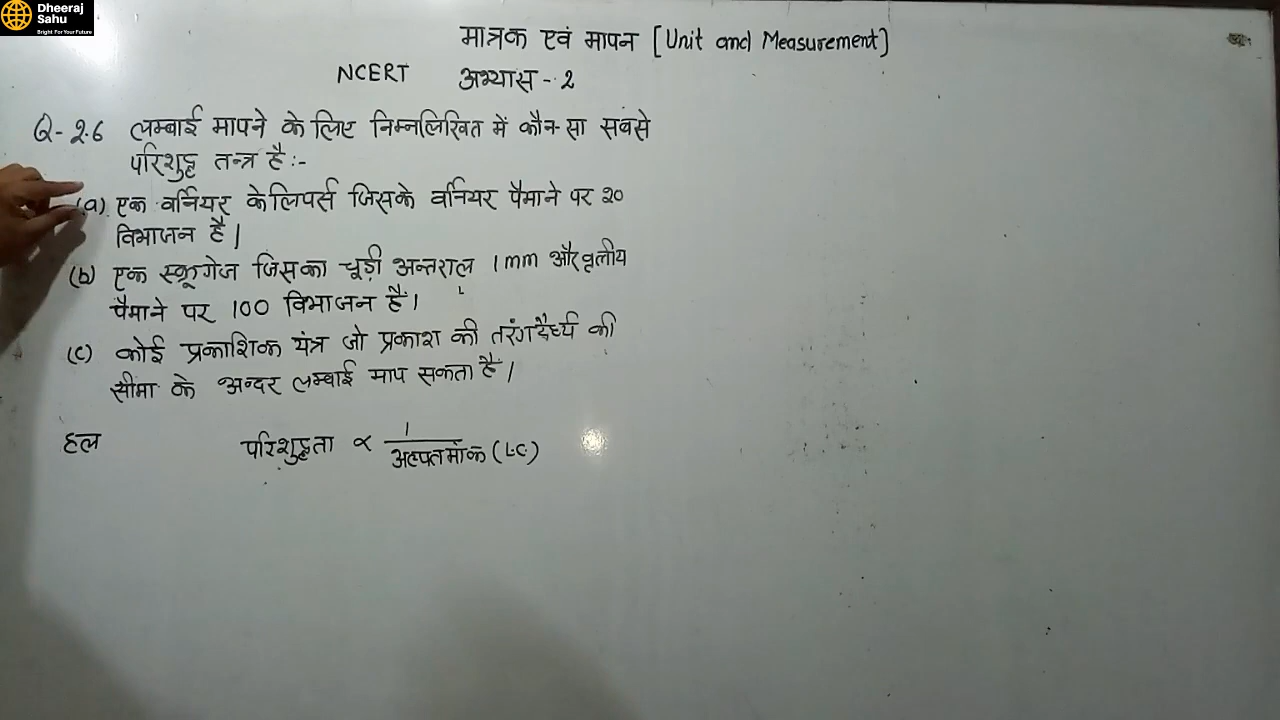 Dheeraj
Sahu
Bright For Your Future
मात्रक एवं मापन [Unit and Measurement]
NCERT अभ्यास - 2
Q- 2.6 लम्बाई मापने के लिए निम्नलिखित में कौन-सा सबसे
परिशुद्ध तन्त्र है :-
(a) एक वर्नियर केलिपर्स जिसके वर्नियर पैमाने पर 20
विभाजन है |
(b) एक स्क्रूगेज जिसका चूड़ी अन्तराल 1 mm और वृत्तीय
पैमाने पर 100 विभाजन हैं |
(c) कोई प्रकाशिक यंत्र जो प्रकाश की तरंगदैर्ध्य की
सीमा के अन्दर लम्बाई माप सकता है |
हल परिशुद्धता ∝ 1
अल्पतमांक (L.C.)